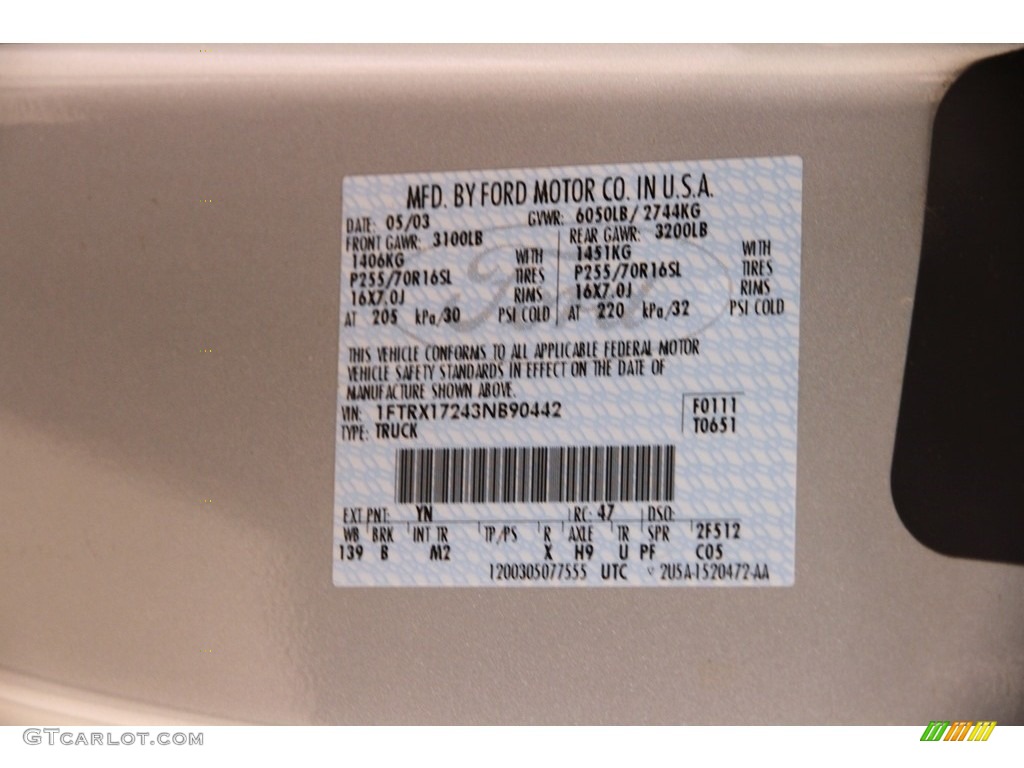 MFD. BY FORD MOTOR CO. IN U.S.A.
DATE: 05/03 GVWR: 6050LB/ 2744KG
FRONT GAWR: 3100LB REAR GAWR: 3200LB
1406KG WITH 1451KG WITH
P255/70R16SL TIRES P255/70R16SL TIRES
16X7.0J RIMS 16X7.0J RIMS
AT 205 kPa/30 PSI COLD AT 220 kPa/32 PSI COLD
Ford
THIS VEHICLE CONFORMS TO ALL APPLICABLE FEDERAL MOTOR
VEHICLE SAFETY STANDARDS IN EFFECT ON THE DATE OF
MANUFACTURE SHOWN ABOVE.
VIN: 1FTRX17243NB90442 F0111
TYPE: TRUCK T0651
EXT PNT: YN RC: 47 DSO:
WB BRK INT TR TP/PS R AXLE TR SPR 2F512
139 B M2 X H9 U PF C05
1200305077555 UTC 2U5A-1520472-AA
GTcarlot.com